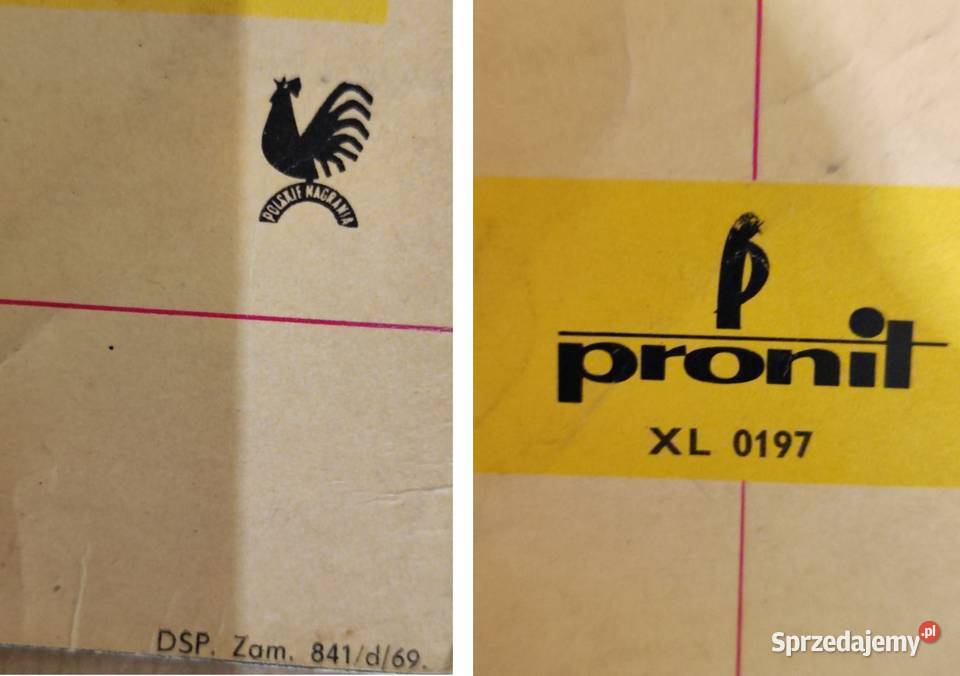 POLSKIE NAGRANIA
DSP. Zam. 841/d/69.
p
pronit
XL 0197
Sprzedajemy.pl